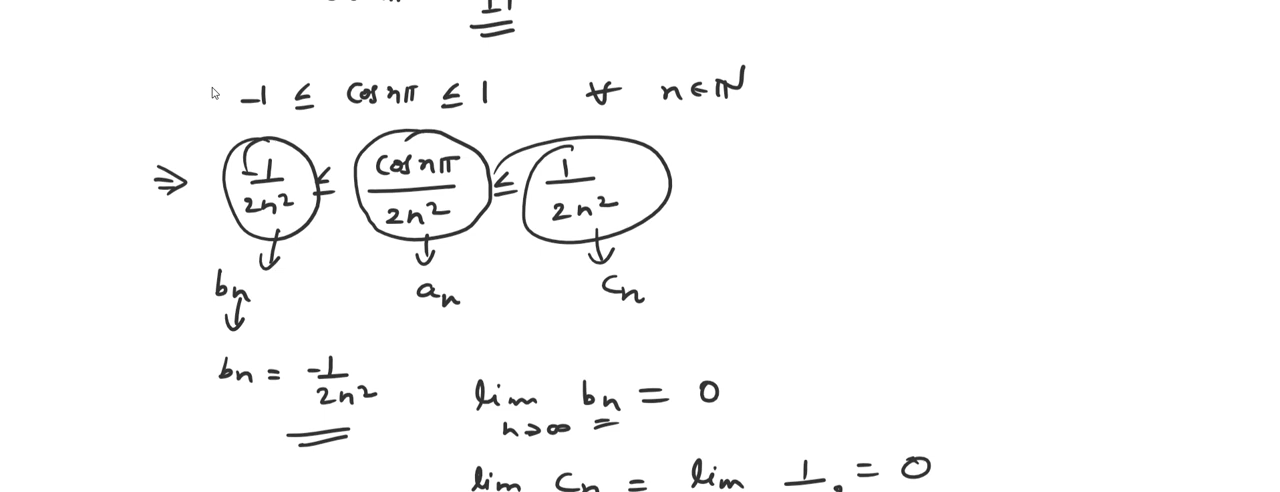 -1 ≤ cos nπ ≤ 1 ∀ n ∈ ℕ
⇒ -1/2n² ≤ cos nπ/2n² ≤ 1/2n²
bn an cn
bn = -1/2n²
lim n→∞ bn = 0
lim cn = lim 1 = 0